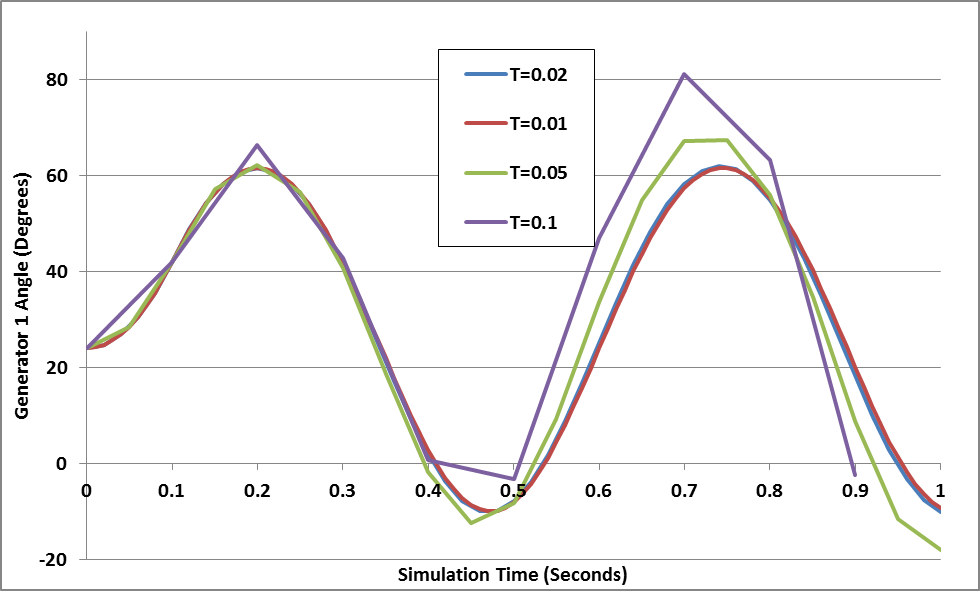 80
60
40
20
0
-20
Generator 1 Angle (Degrees)
T=0.02
T=0.01
T=0.05
T=0.1
0 0.1 0.2 0.3 0.4 0.5 0.6 0.7 0.8 0.9 1
Simulation Time (Seconds)